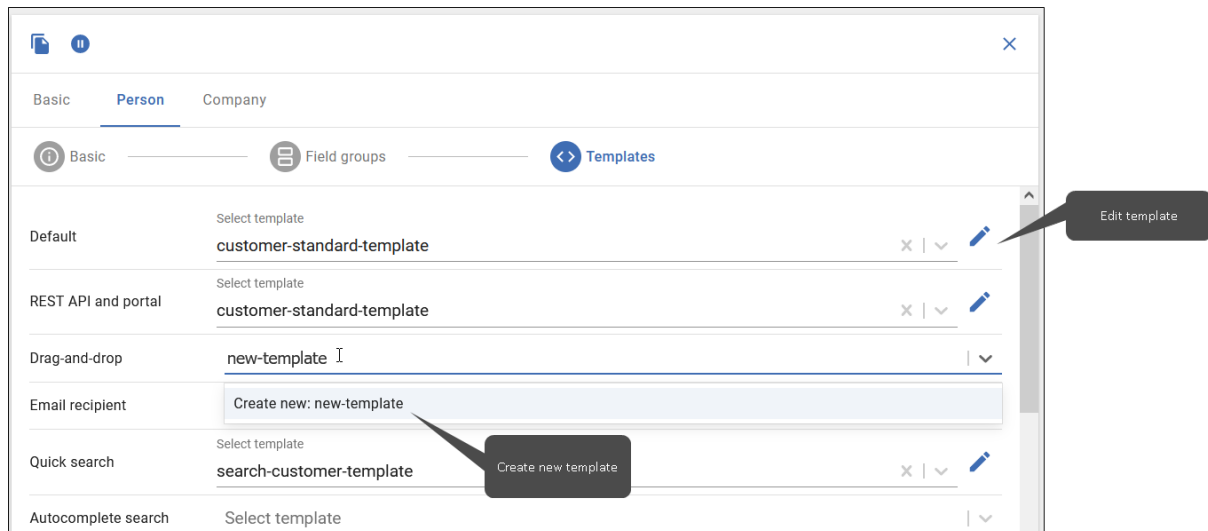 Basic
Person
Company
Basic
Field groups
Templates
Select template
Default
customer-standard-template
Edit template
Select template
REST API and portal
customer-standard-template
Drag-and-drop
new-template
Email recipient
Create new: new-template
Select template
Quick search
search-customer-template
Create new template
Autocomplete search
Select template